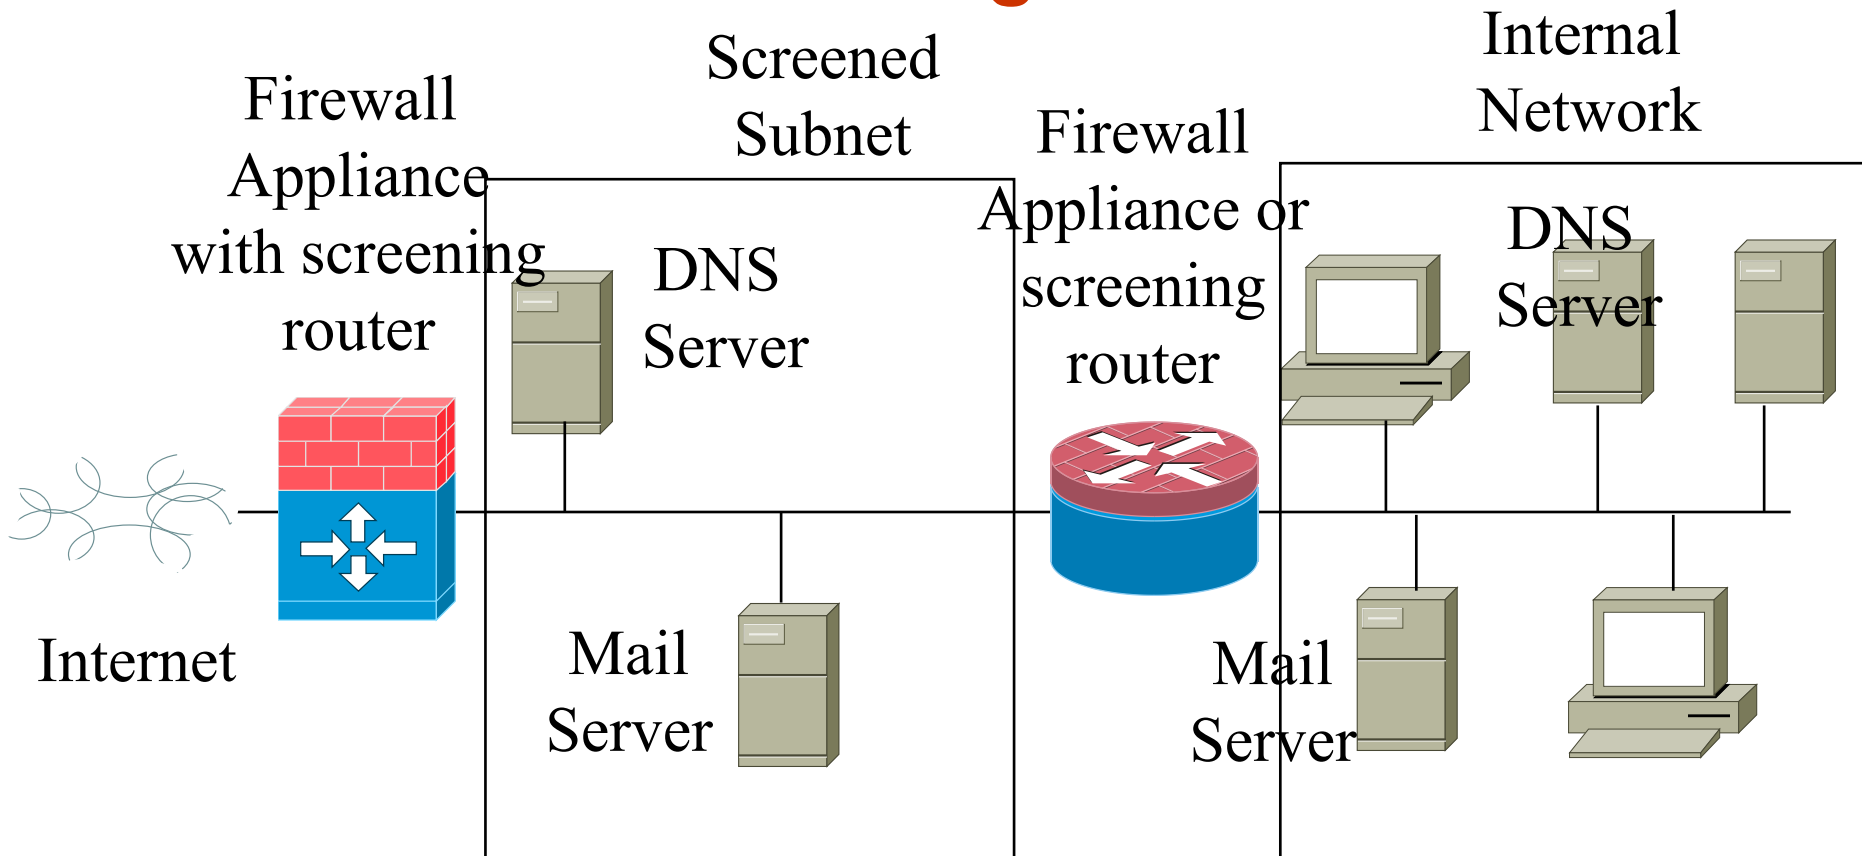 Firewall
Appliance
with screening
router
Screened
Subnet
Firewall
Appliance or
screening
router
Internal
Network
DNS
Server
DNS
Server
Internet
Mail
Server
Mail
Server